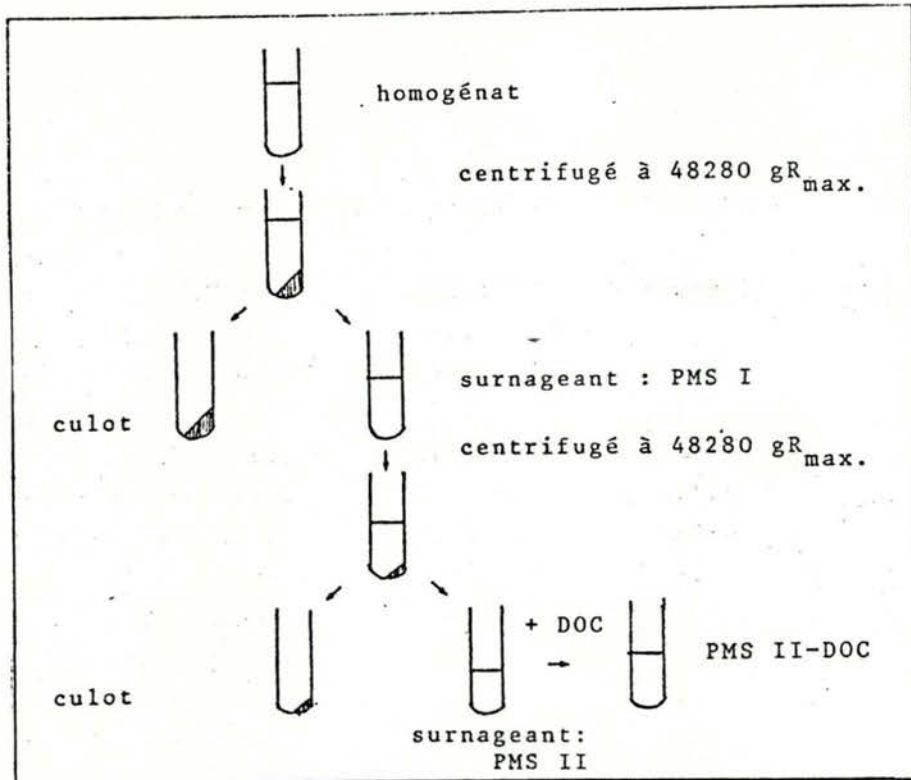 homogénat
centrifugé à 48280 gRmax.
surnageant : PMS I
culot
centrifugé à 48280 gRmax.
+ DOC
PMS II-DOC
culot
surnageant:
PMS II